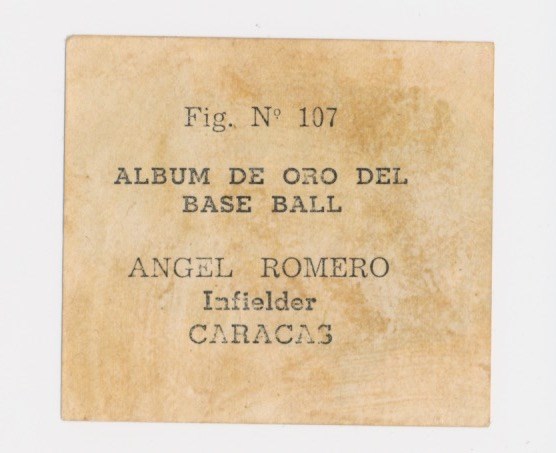 Fig. Nº 107
ALBUM DE ORO DEL
BASE BALL
ANGEL ROMERO
Infielder
CARACAS